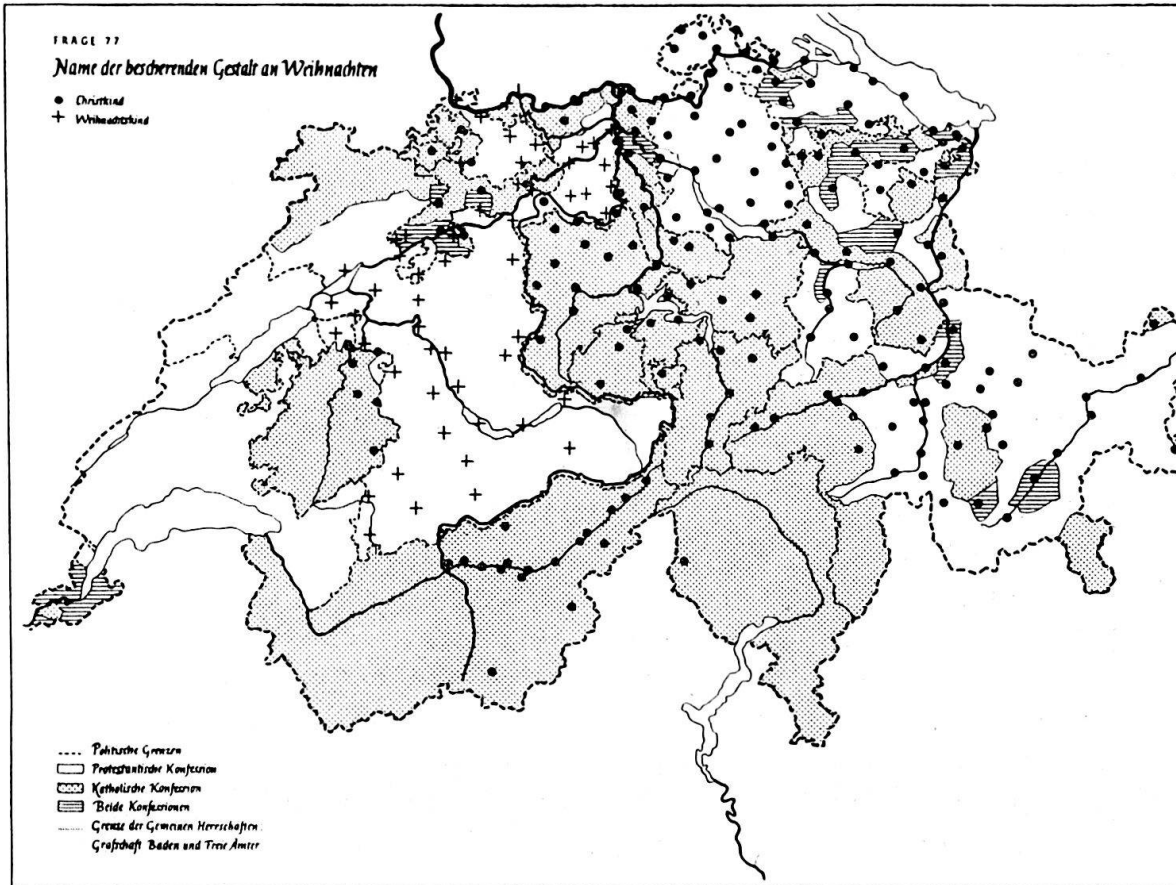 FRAGE 77
Name der bescherenden Gestalt an Weihnachten
Christkind
Weihnachtskind
Politische Grenzen
Protestantische Konfession
Katholische Konfession
Beide Konfessionen
Grenze der Gemeinen Herrschaften:
Grafschaft Baden und Freie Ämter